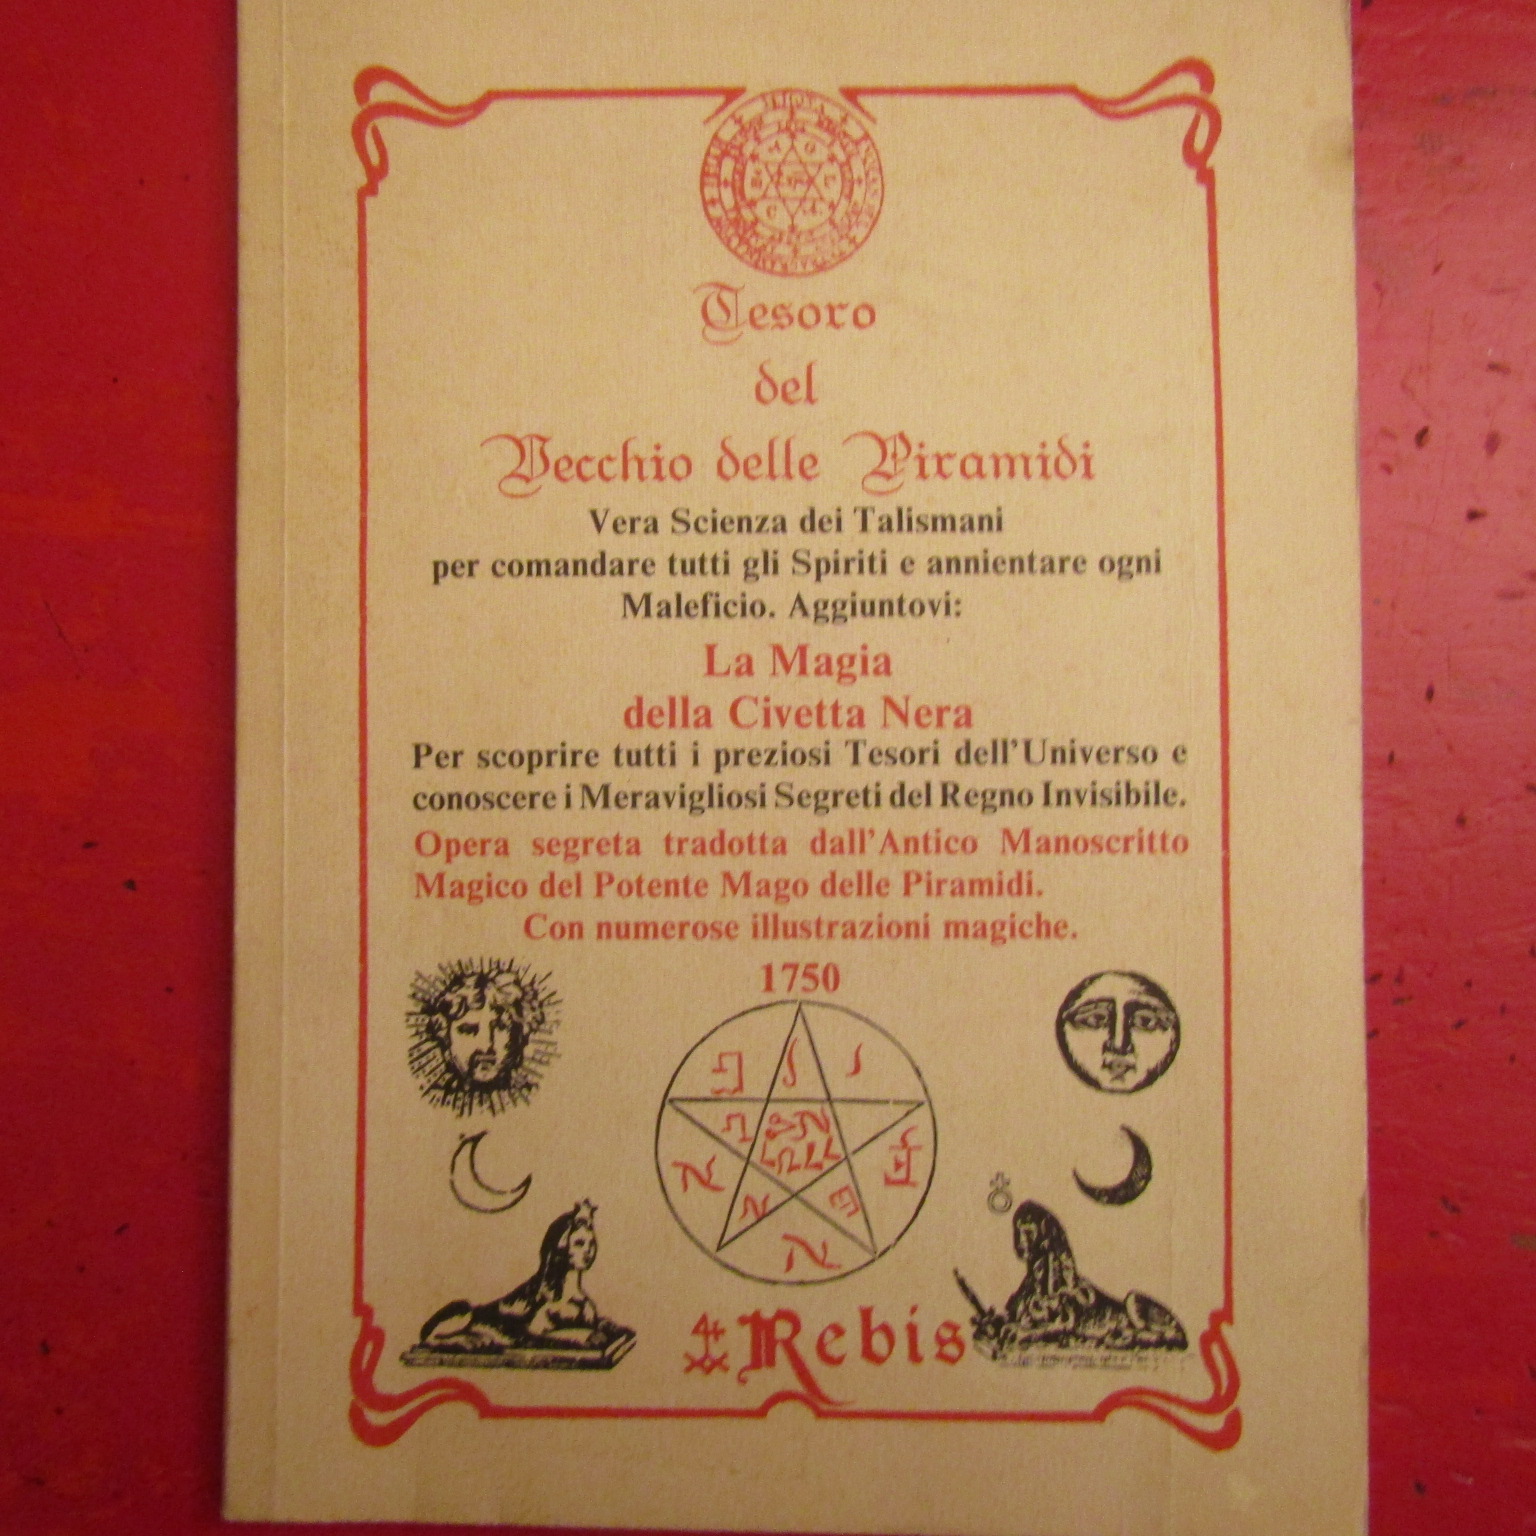 Tesoro
del
Vecchio delle Piramidi
Vera Scienza dei Talismani
per comandare tutti gli Spiriti e annientare ogni
Maleficio. Aggiuntovi:
La Magia
della Civetta Nera
Per scoprire tutti i preziosi Tesori dell'Universo e
conoscere i Meravigliosi Segreti del Regno Invisibile.
Opera segreta tradotta dall'Antico Manoscritto
Magico del Potente Mago delle Piramidi.
Con numerose illustrazioni magiche.
1750
Rebis